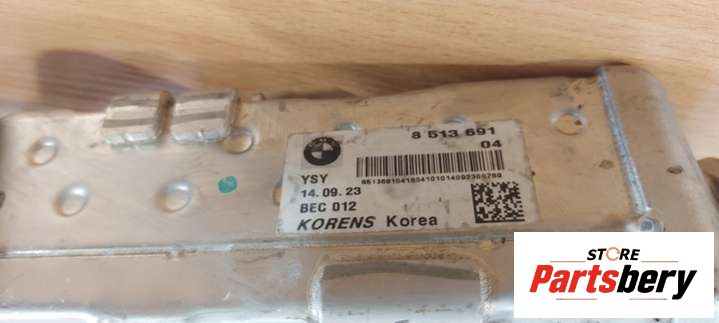 8 513 691
04
YSY
14.09.23
BEC 012
KORENS Korea
STORE
Partsbery